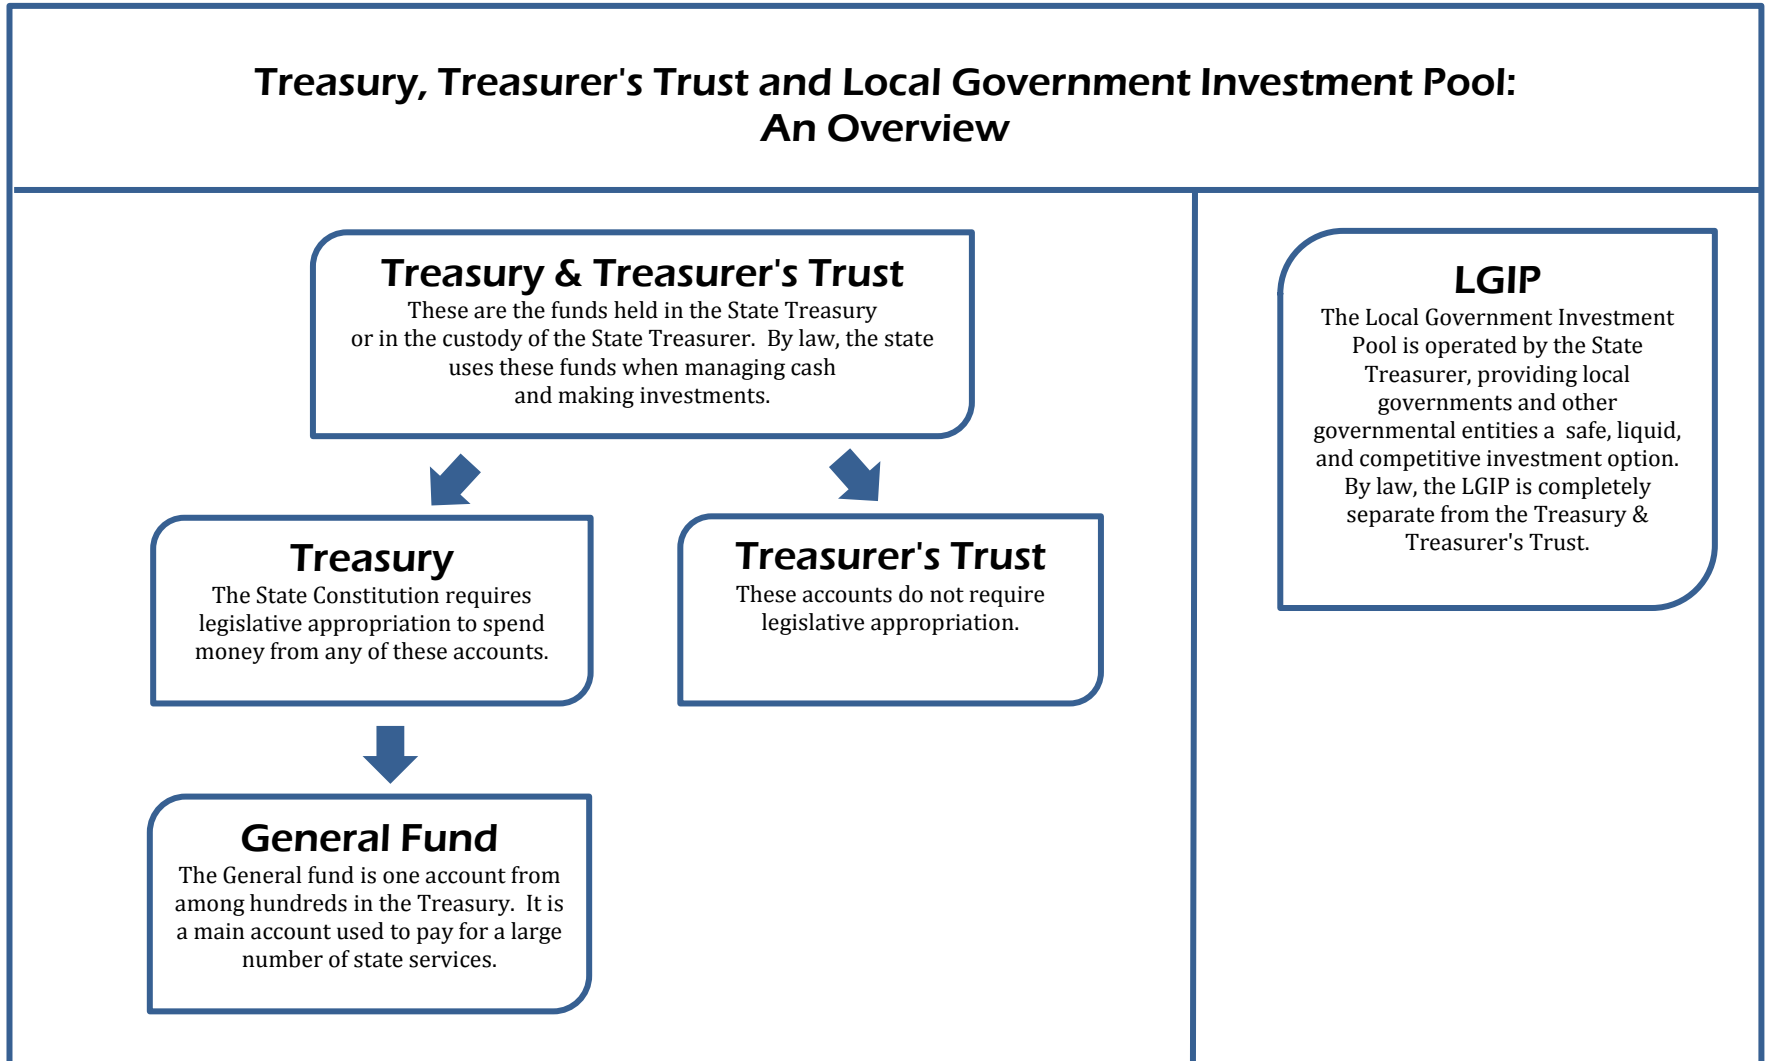 Treasury, Treasurer's Trust and Local Government Investment Pool:
An Overview
Treasury & Treasurer's Trust
These are the funds held in the State Treasury
or in the custody of the State Treasurer.  By law, the state
uses these funds when managing cash
and making investments.
Treasury
The State Constitution requires
legislative appropriation to spend
money from any of these accounts.
Treasurer's Trust
These accounts do not require
legislative appropriation.
General Fund
The General fund is one account from
among hundreds in the Treasury.  It is
a main account used to pay for a large
number of state services.
LGIP
The Local Government Investment
Pool is operated by the State
Treasurer, providing local
governments and other
governmental entities a  safe, liquid,
and competitive investment option.
By law, the LGIP is completely
separate from the Treasury &
Treasurer's Trust.